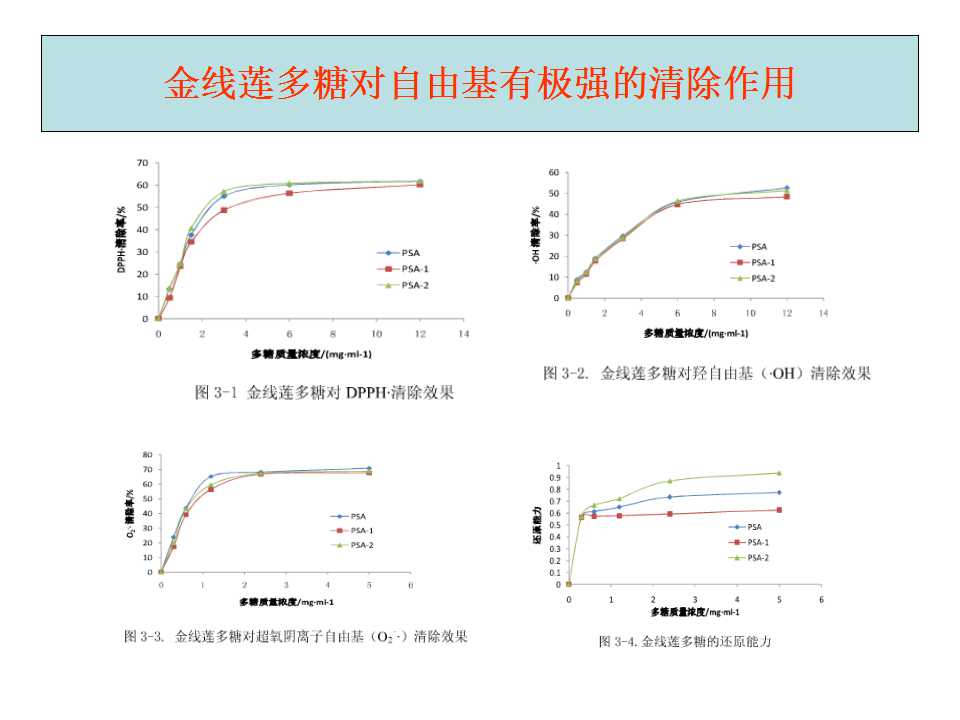 金线莲多糖对自由基有极强的清除作用
70
60
50
40
30
20
10
0
DPPH·清除率/%
PSA
PSA-1
PSA-2
0 2 4 6 8 10 12 14
多糖质量浓度/(mg·ml-1)
图 3-1 金线莲多糖对 DPPH·清除效果
60
50
40
30
20
10
0
·OH 清除率/%
PSA
PSA-1
PSA-2
0 2 4 6 8 10 12 14
多糖质量浓度/(mg·ml-1)
图 3-2. 金线莲多糖对羟自由基（·OH）清除效果
80
70
60
50
40
30
20
10
0
O₂⁻·清除率/%
PSA
PSA-1
PSA-2
0 1 2 3 4 5 6
多糖质量浓度/mg·ml-1
图 3-3. 金线莲多糖对超氧阴离子自由基（O₂⁻·）清除效果
1
0.9
0.8
0.7
0.6
0.5
0.4
0.3
0.2
0.1
0
还原能力
PSA
PSA-1
PSA-2
0 1 2 3 4 5 6
多糖质量浓度/mg·ml-1
图 3-4.金线莲多糖的还原能力